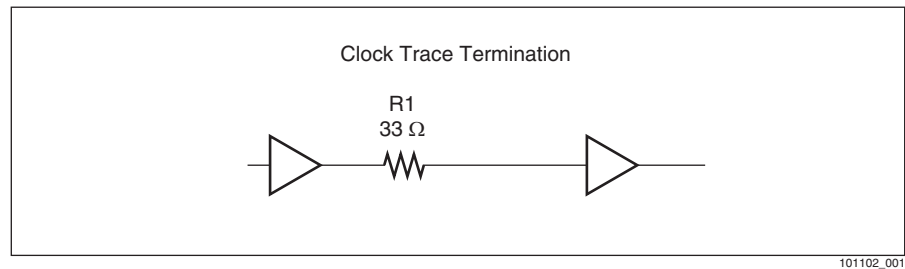 Clock Trace Termination
R1
33 Ω
101102_001